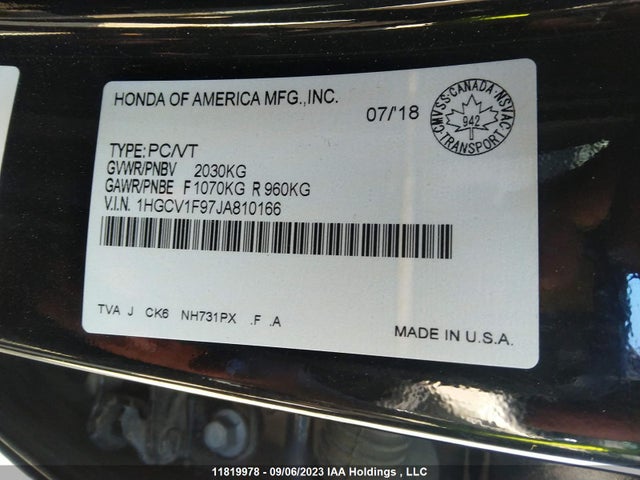 HONDA OF AMERICA MFG.,INC.
07/'18
CMVSS·CANADA·NSVAC
942
TRANSPORT
TYPE:PC/VT
GVWR/PNBV 2030KG
GAWR/PNBE F1070KG R 960KG
V.I.N. 1HGCV1F97JA810166
TVA J CK6 NH731PX .F .A
MADE IN U.S.A.
11819978 - 09/06/2023 IAA Holdings , LLC